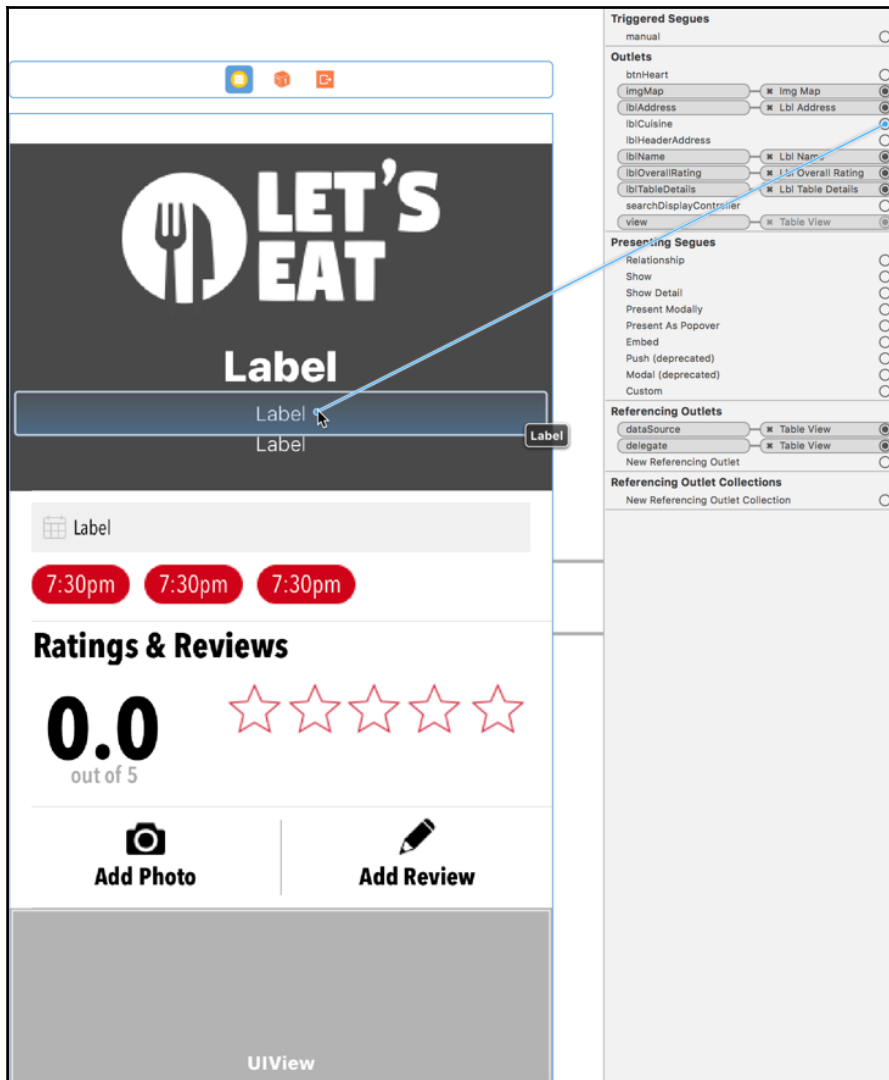 LET'S
EAT
Label
Label
Label
Label
Label
7:30pm 7:30pm 7:30pm
Ratings & Reviews
0.0
out of 5
Add Photo Add Review
UIView
Triggered Segues
manual
Outlets
btnHeart
imgMap Img Map
lblAddress Lbl Address
lblCuisine
lblHeaderAddress
lblName Lbl Name
lblOverallRating Lbl Overall Rating
lblTableDetails Lbl Table Details
searchDisplayController
view Table View
Presenting Segues
Relationship
Show
Show Detail
Present Modally
Present As Popover
Embed
Push (deprecated)
Modal (deprecated)
Custom
Referencing Outlets
dataSource Table View
delegate Table View
New Referencing Outlet
Referencing Outlet Collections
New Referencing Outlet Collection